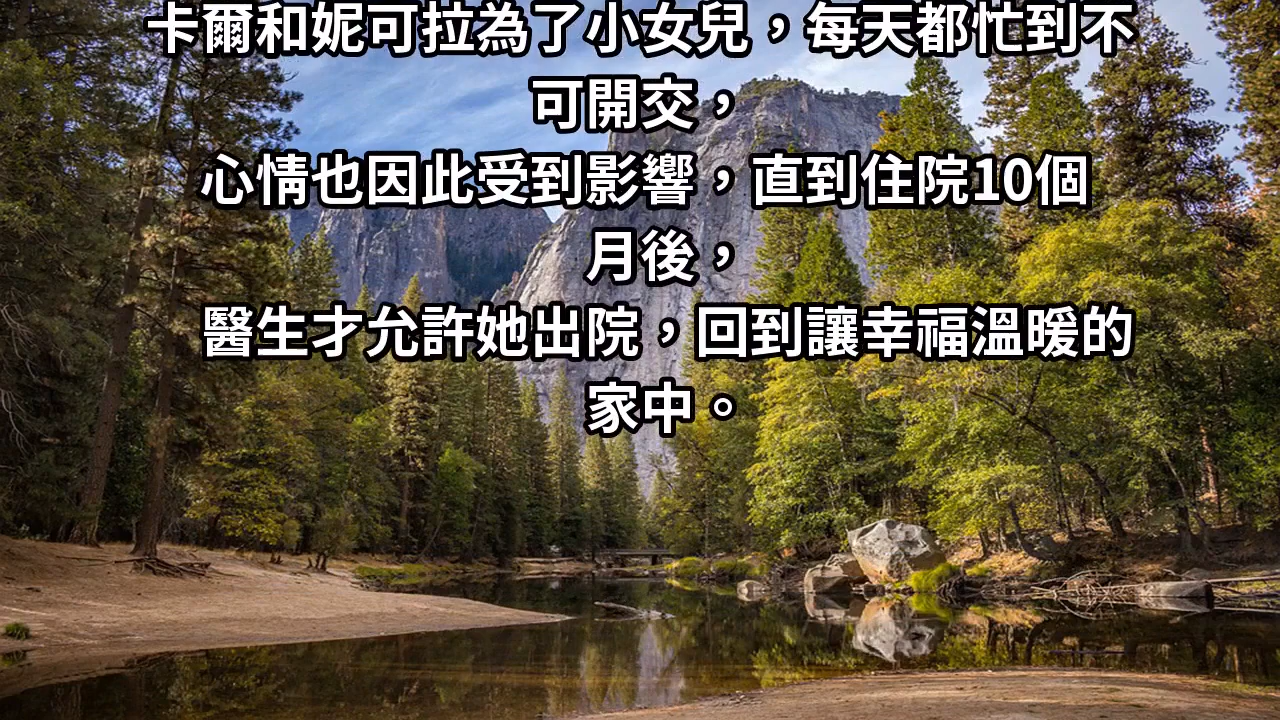 卡爾和妮可拉為了小女兒，每天都忙到不
可開交，
心情也因此受到影響，直到住院10個
月後，
醫生才允許她出院，回到讓幸福溫暖的
家中。